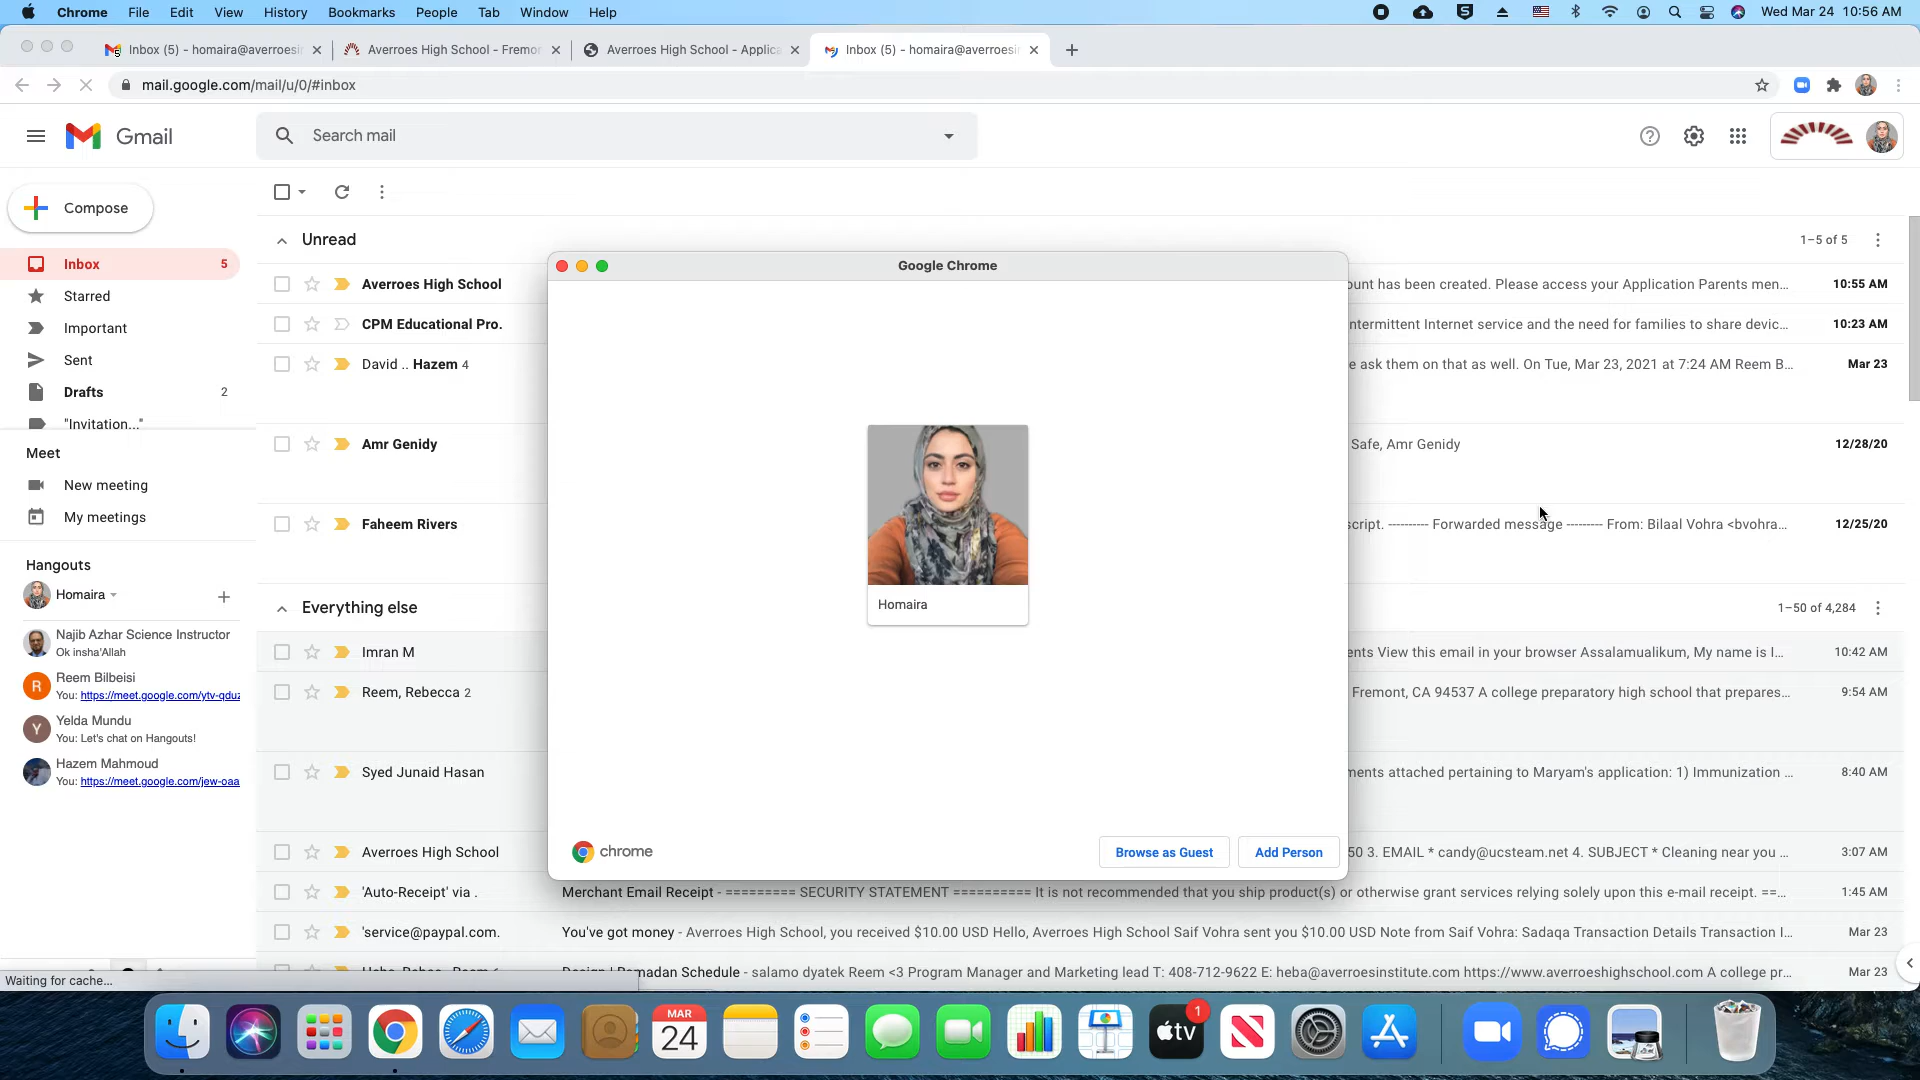 Chrome File Edit View History Bookmarks People Tab Window Help Wed Mar 24 10:56 AM
Inbox (5) - homaira@averroesin Averroes High School - Fremon Averroes High School - Applica Inbox (5) - homaira@averroesin
mail.google.com/mail/u/0/#inbox
Gmail Search mail
Compose
Unread 1–5 of 5
Inbox 5
Averroes High School ount has been created. Please access your Application Parents men... 10:55 AM
Starred
CPM Educational Pro. ntermittent Internet service and the need for families to share devic... 10:23 AM
Important
Sent
David .. Hazem 4 e ask them on that as well. On Tue, Mar 23, 2021 at 7:24 AM Reem B... Mar 23
Drafts 2
"Invitation..."
Amr Genidy Safe, Amr Genidy 12/28/20
Meet
New meeting
My meetings
Faheem Rivers script. --------- Forwarded message --------- From: Bilaal Vohra <bvohra... 12/25/20
Google Chrome
Homaira
chrome
Browse as Guest Add Person
Hangouts
Homaira
Everything else 1–50 of 4,284
Najib Azhar Science Instructor
Ok insha'Allah
Imran M ents View this email in your browser Assalamualikum, My name is I... 10:42 AM
Reem Bilbeisi
R You: https://meet.google.com/ytv-qduz
Reem, Rebecca 2 Fremont, CA 94537 A college preparatory high school that prepares... 9:54 AM
Yelda Mundu
Y You: Let's chat on Hangouts!
Hazem Mahmoud
You: https://meet.google.com/jew-oaa
Syed Junaid Hasan ments attached pertaining to Maryam's application: 1) Immunization ... 8:40 AM
Averroes High School 50 3. EMAIL * candy@ucsteam.net 4. SUBJECT * Cleaning near you ... 3:07 AM
'Auto-Receipt' via . Merchant Email Receipt - ========= SECURITY STATEMENT ========== It is not recommended that you ship product(s) or otherwise grant services relying solely upon this e-mail receipt. ==... 1:45 AM
'service@paypal.com. You've got money - Averroes High School, you received $10.00 USD Hello, Averroes High School Saif Vohra sent you $10.00 USD Note from Saif Vohra: Sadaqa Transaction Details Transaction I... Mar 23
Ramadan Schedule - salamo dyatek Reem <3 Program Manager and Marketing lead T: 408-712-9622 E: heba@averroesinstitute.com https://www.averroeshighschool.com A college pr... Mar 23
Waiting for cache...
MAR
24
tv
1